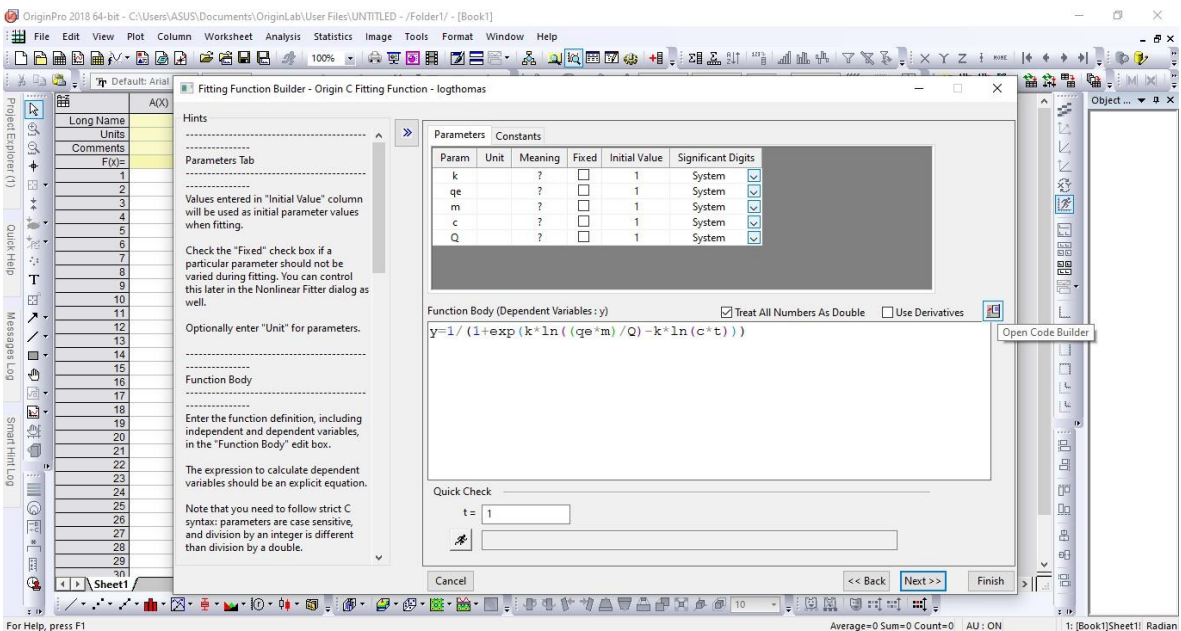 OriginPro 2018 64-bit - C:\Users\ASUS\Documents\OriginLab\User Files\UNTITLED - /Folder1/ - [Book1]
File Edit View Plot Column Worksheet Analysis Statistics Image Tools Format Window Help
100%
X Y Z
Default: Arial
Fitting Function Builder - Origin C Fitting Function - logthomas
Object ...
Project Explorer (1)
Quick Help
Messages Log
Smart Hint Log
A(X)
Long Name
Units
Comments
F(x)=
1
2
3
4
5
6
7
8
9
10
11
12
13
14
15
16
17
18
19
20
21
22
23
24
25
26
27
28
29
30
Sheet1
Hints
---------------------------------------
---------------
Parameters Tab
---------------------------------------
---------------
Values entered in "Initial Value" column
will be used as initial parameter values
when fitting.
Check the "Fixed" check box if a
particular parameter should not be
varied during fitting. You can control
this later in the Nonlinear Fitter dialog as
well.
Optionally enter "Unit" for parameters.
---------------------------------------
---------------
Function Body
---------------------------------------
---------------
Enter the function definition, including
independent and dependent variables,
in the "Function Body" edit box.
The expression to calculate dependent
variables should be an explicit equation.
Note that you need to follow strict C
syntax: parameters are case sensitive,
and division by an integer is different
than division by a double.
Parameters Constants
Param Unit Meaning Fixed Initial Value Significant Digits
k ? 1 System
qe ? 1 System
m ? 1 System
c ? 1 System
Q ? 1 System
Function Body (Dependent Variables : y) Treat All Numbers As Double Use Derivatives
Open Code Builder
y=1/(1+exp(k*ln((qe*m)/Q)-k*ln(c*t)))
Quick Check
t = 1
Cancel << Back Next >> Finish
10
For Help, press F1
Average=0 Sum=0 Count=0 AU : ON 1: [Book1]Sheet1! Radian